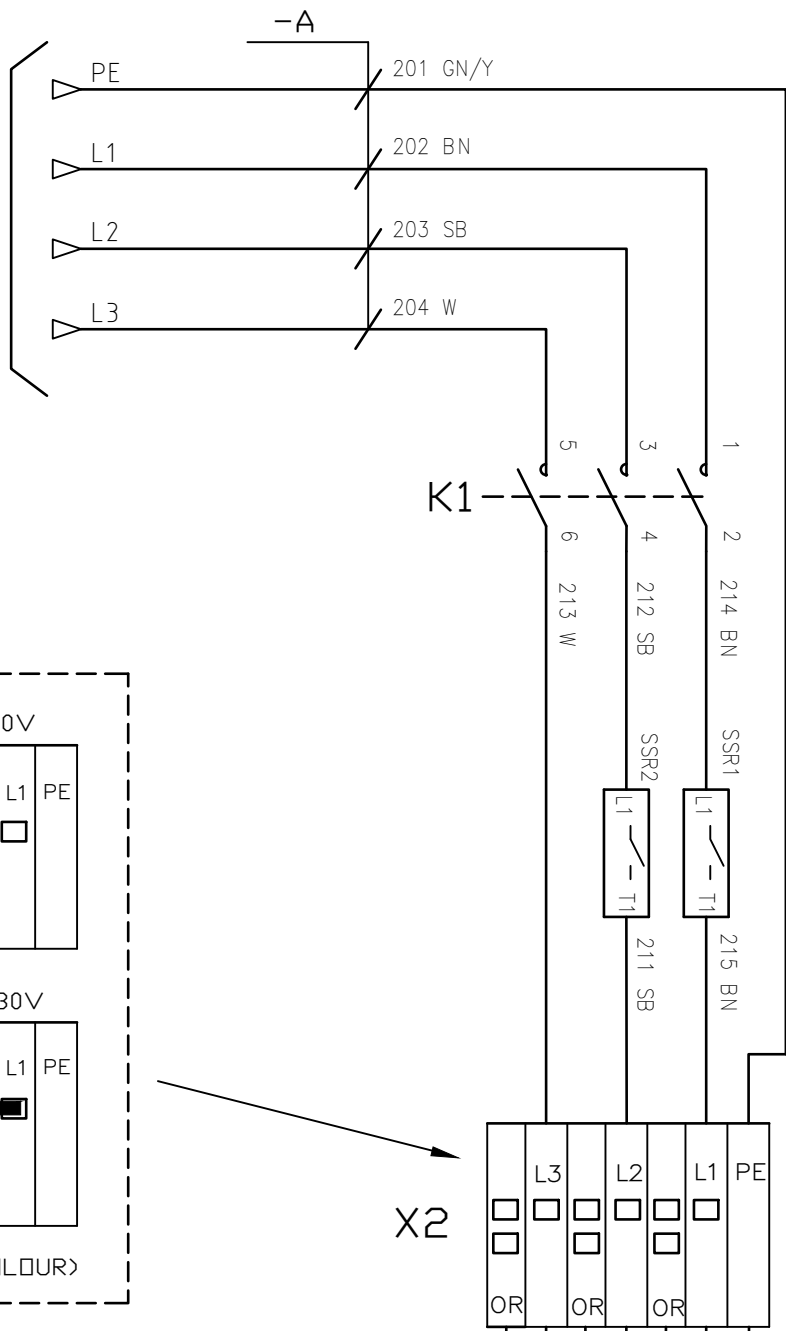 -A
PE
201 GN/Y
L1
202 BN
L2
203 SB
L3
204 W
5
3
1
K1
6
4
2
213 W
212 SB
214 BN
SSR2
SSR1
L1
T1
L1
T1
211 SB
215 BN
0V
L1 PE
30V
L1 PE
LOUR)
X2
L3 L2 L1 PE
OR OR OR